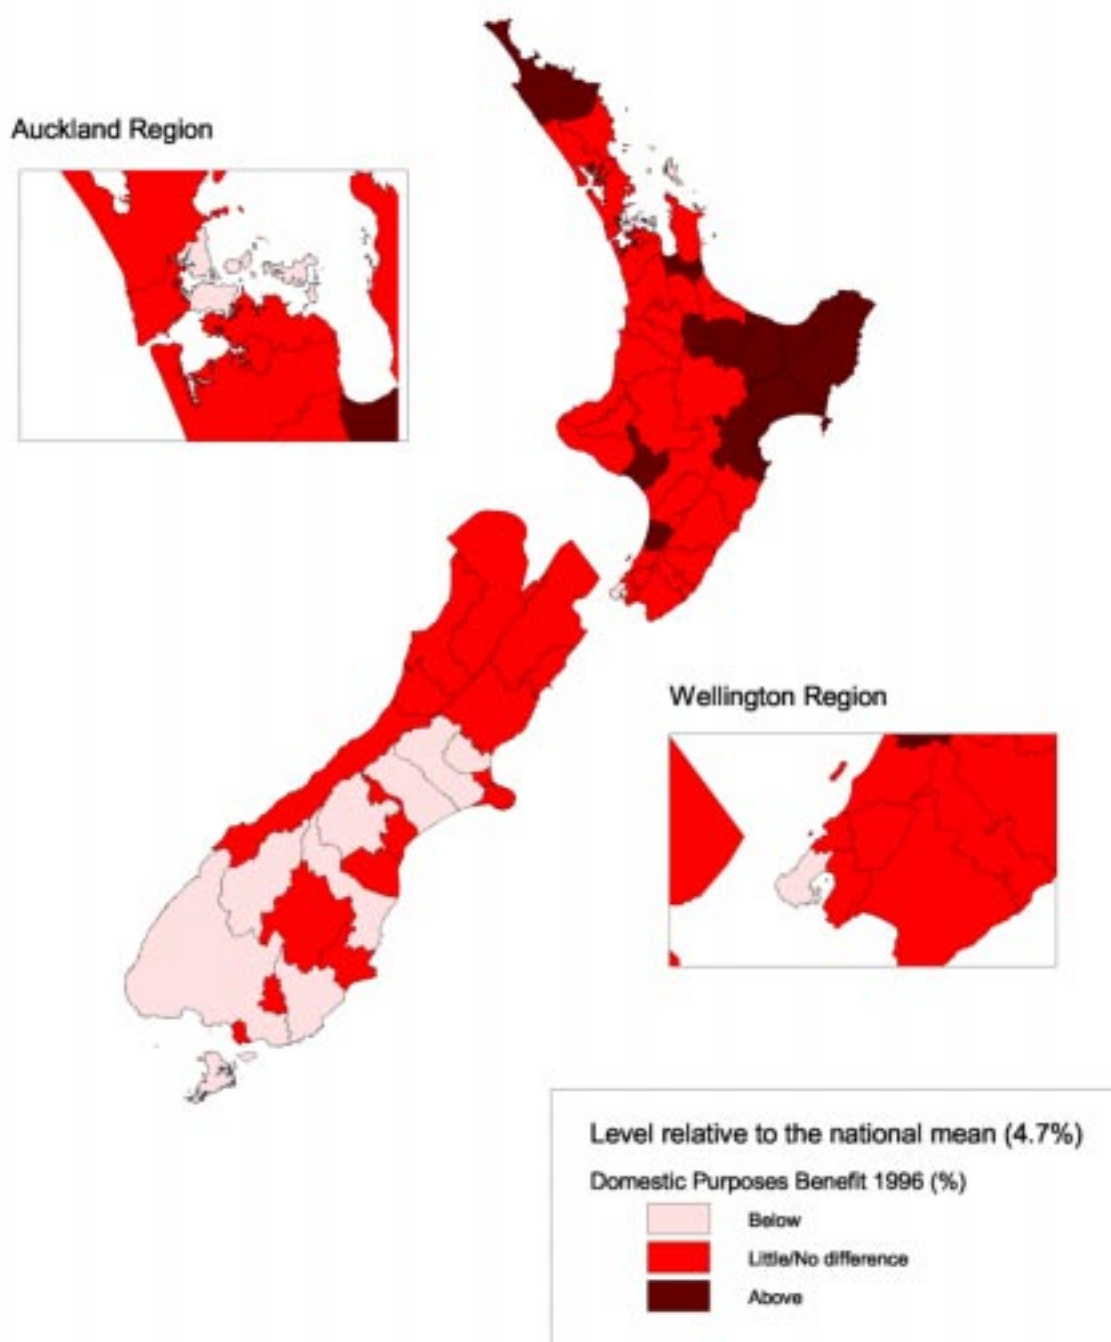 Auckland Region
Wellington Region
Level relative to the national mean (4.7%)
Domestic Purposes Benefit 1996 (%)
Below
Little/No difference
Above